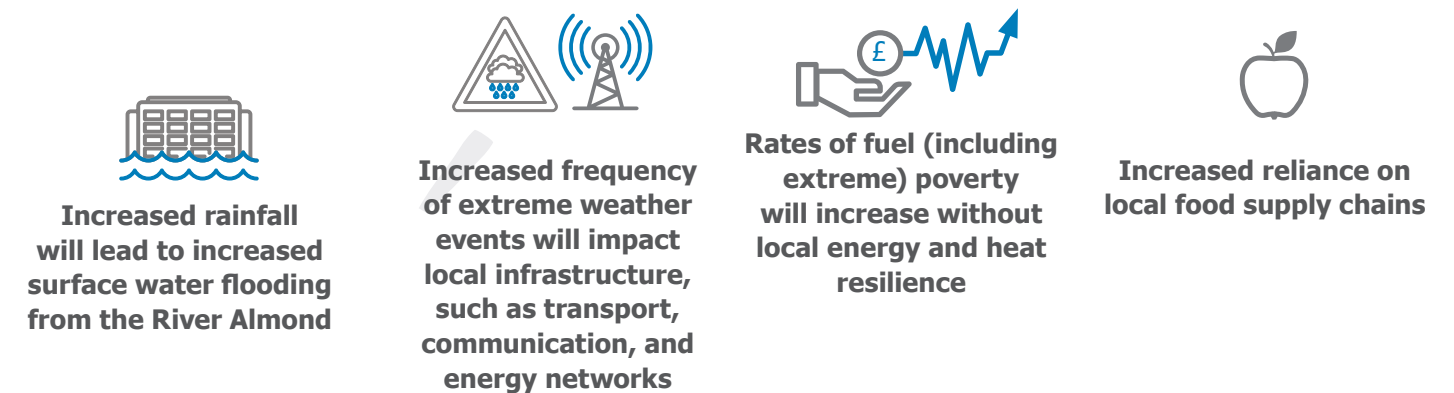 £
Increased rainfall
will lead to increased
surface water flooding
from the River Almond
Increased frequency
of extreme weather
events will impact
local infrastructure,
such as transport,
communication, and
energy networks
Rates of fuel (including
extreme) poverty
will increase without
local energy and heat
resilience
Increased reliance on
local food supply chains